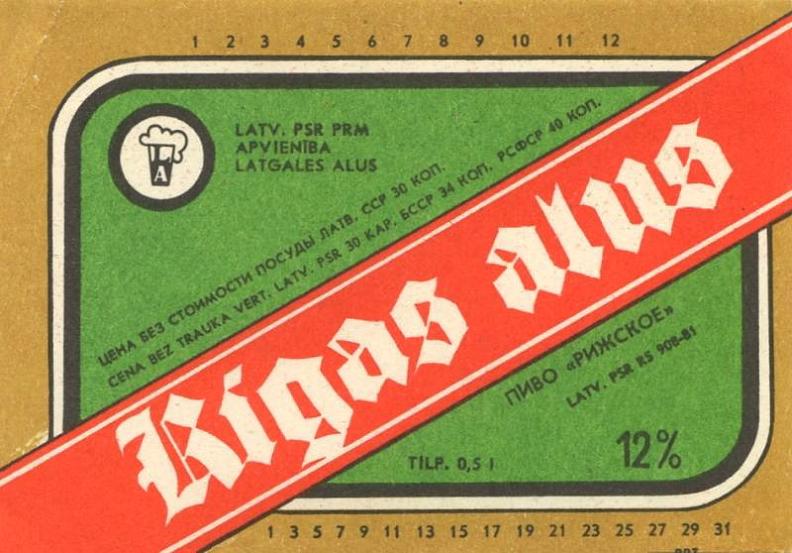 1 2 3 4 5 6 7 8 9 10 11 12
LA
LATV. PSR PRM
APVIENĪBA
LATGALES ALUS
ЦЕНА БЕЗ СТОИМОСТИ ПОСУДЫ ЛАТВ. ССР 30 КОП.
CENA BEZ TRAUKA VERT. LATV. PSR 30 KAP. БССР 34 КОП. РСФСР 40 КОП.
Rigas alus
ПИВО «РИЖСКОЕ»
LATV. PSR RS 908-81
12%
TILP. 0,5 l
1 3 5 7 9 11 13 15 17 19 21 23 25 27 29 31